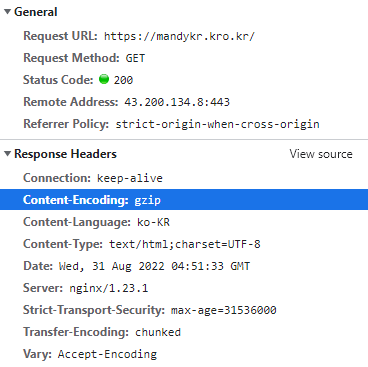 General
Request URL: https://mandykr.kro.kr/
Request Method: GET
Status Code: 200
Remote Address: 43.200.134.8:443
Referrer Policy: strict-origin-when-cross-origin
Response Headers View source
Connection: keep-alive
Content-Encoding: gzip
Content-Language: ko-KR
Content-Type: text/html;charset=UTF-8
Date: Wed, 31 Aug 2022 04:51:33 GMT
Server: nginx/1.23.1
Strict-Transport-Security: max-age=31536000
Transfer-Encoding: chunked
Vary: Accept-Encoding